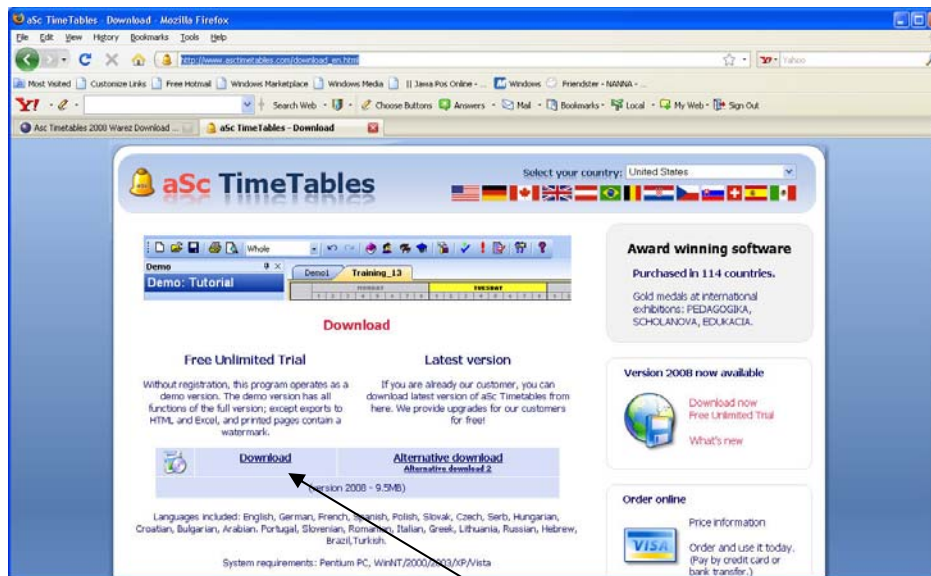 aSc TimeTables - Download - Mozilla Firefox
File Edit View History Bookmarks Tools Help
http://www.asctimetables.com/download_en.html
Yahoo
Most Visited Customize Links Free Hotmail Windows Marketplace Windows Media || Jawa Pos Online - ... Windows Friendster - NANNA - ...
Y! Search Web Choose Buttons Answers Mail Bookmarks Local My Web Sign Out
Asc Timetables 2008 Warez Download ... aSc TimeTables - Download
aSc TimeTables
Select your country: United States
Whole
Demo
Demo: Tutorial
Demo1 Training_13
MONDAY TUESDAY
Download
Free Unlimited Trial
Without registration, this program operates as a
demo version. The demo version has all
functions of the full version; except exports to
HTML and Excel, and printed pages contain a
watermark.
Latest version
If you are already our customer, you can
download latest version of aSc Timetables from
here. We provide upgrades for our customers
for free!
Download
Alternative download
Alternative download 2
(version 2008 - 9.5MB)
Languages included: English, German, French, Spanish, Polish, Slovak, Czech, Serb, Hungarian,
Croatian, Bulgarian, Arabian, Portugal, Slovenian, Romanian, Italian, Greek, Lithuania, Russian, Hebrew,
Brazil, Turkish.
System requirements: Pentium PC, WinNT/2000/2003/XP/Vista
Award winning software
Purchased in 114 countries.
Gold medals at international
exhibitions: PEDAGOGIKA,
SCHOLANOVA, EDUKACIA.
Version 2008 now available
Download now
Free Unlimited Trial
What's new
Order online
VISA
Price information
Order and use it today.
(Pay by credit card or
bank transfer.)